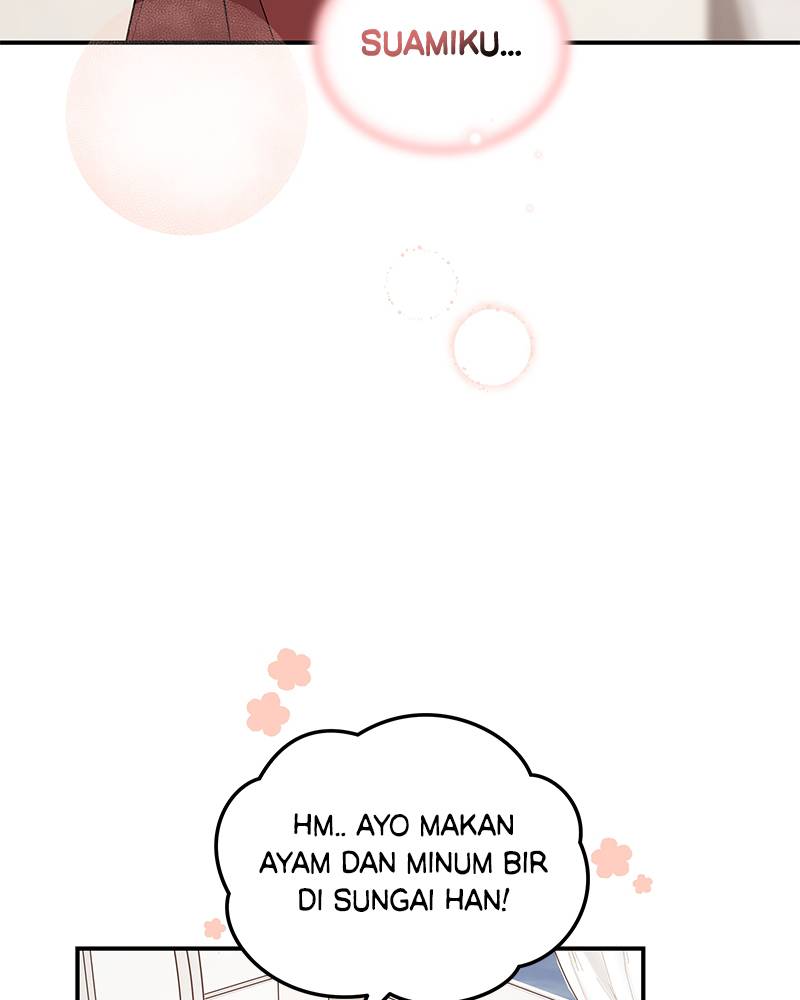 SUAMIKU...
HM.. AYO MAKAN
AYAM DAN MINUM BIR
DI SUNGAI HAN!